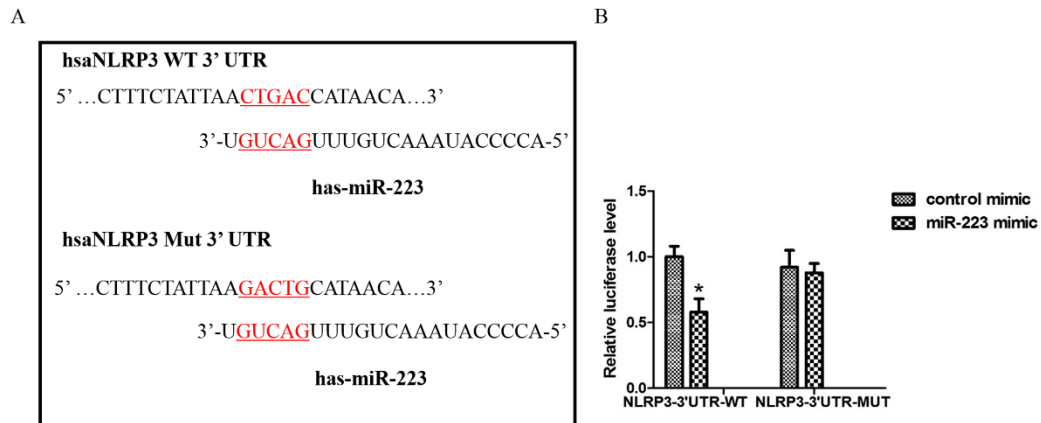 A
hsaNLRP3 WT 3’ UTR
5’ …CTTTCTATTAACTGACCATAACA…3’
3’-UGUCAGUUUGUCAAAUACCCCA-5’
has-miR-223
hsaNLRP3 Mut 3’ UTR
5’ …CTTTCTATTAAGACTGCATAACA…3’
3’-UGUCAGUUUGUCAAAUACCCCA-5’
has-miR-223
B
Relative luciferase level
1.5
1.0
0.5
0.0
*
NLRP3-3'UTR-WT NLRP3-3'UTR-MUT
control mimic
miR-223 mimic